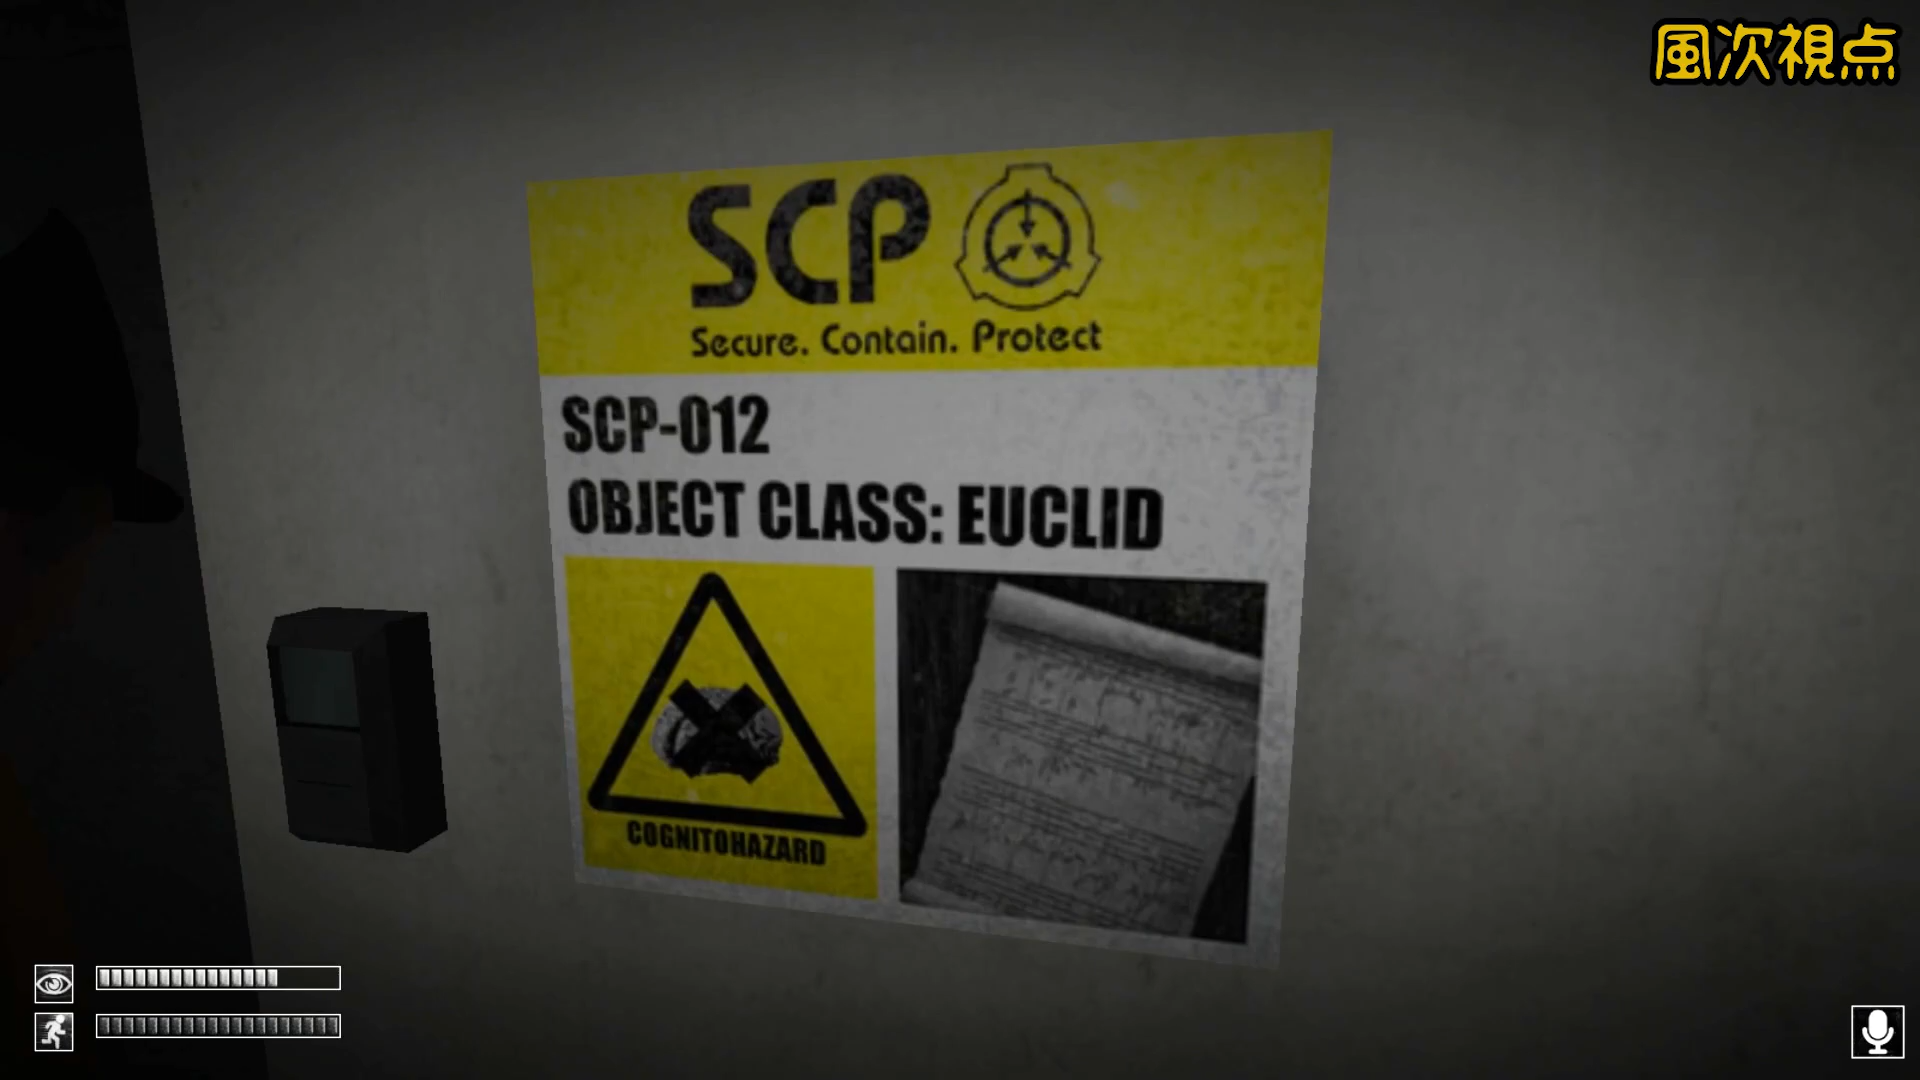 風次視点
SCP
Secure. Contain. Protect
SCP-012
OBJECT CLASS: EUCLID
COGNITOHAZARD